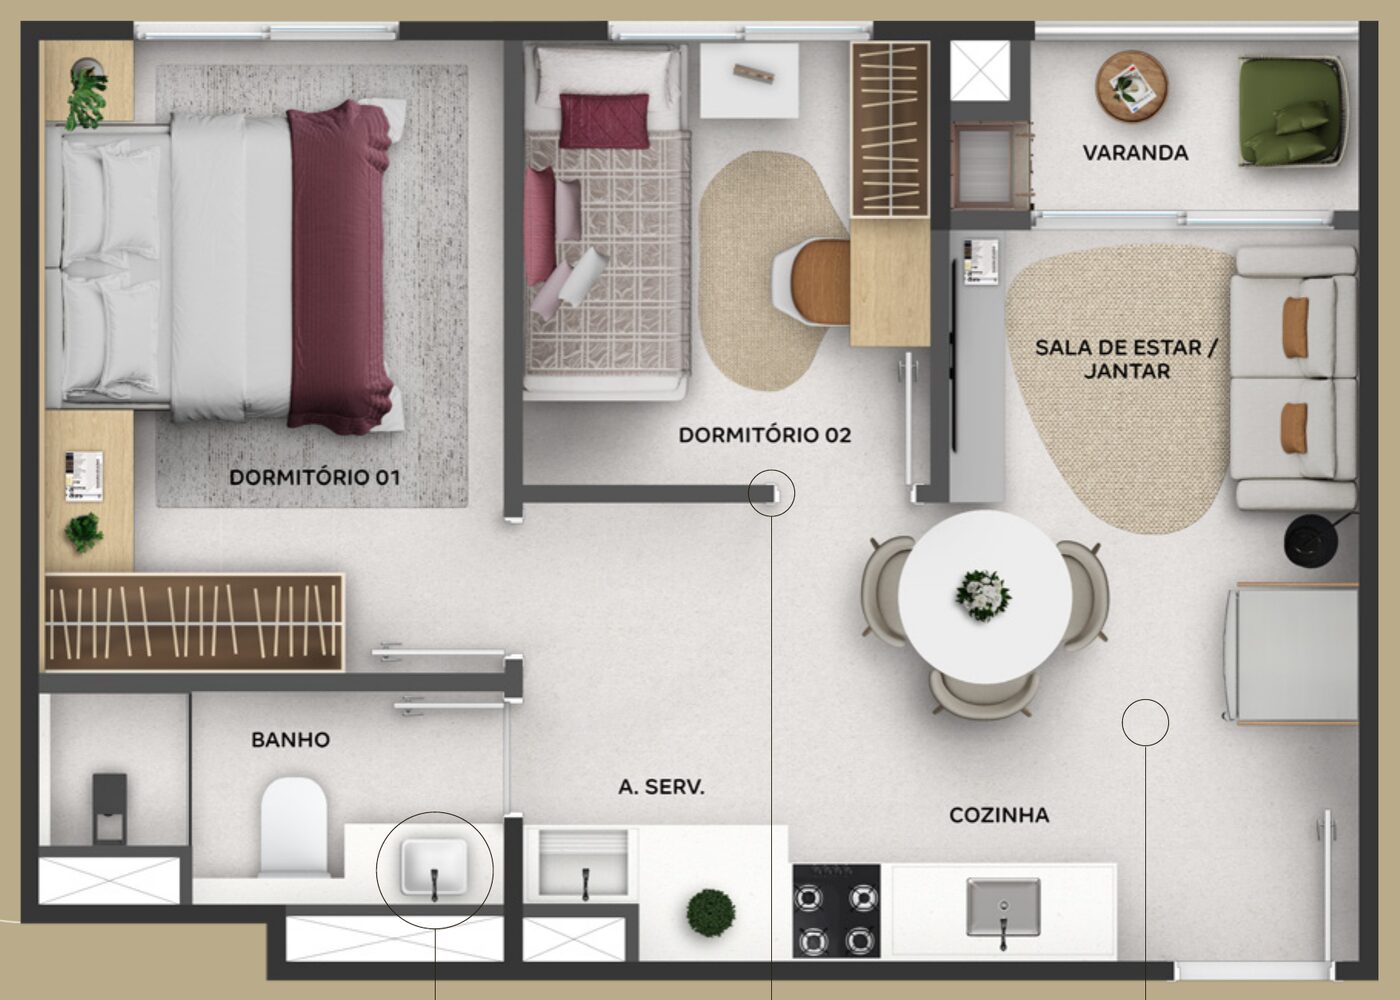 VARANDA
SALA DE ESTAR /
JANTAR
DORMITÓRIO 02
DORMITÓRIO 01
BANHO
A. SERV.
COZINHA